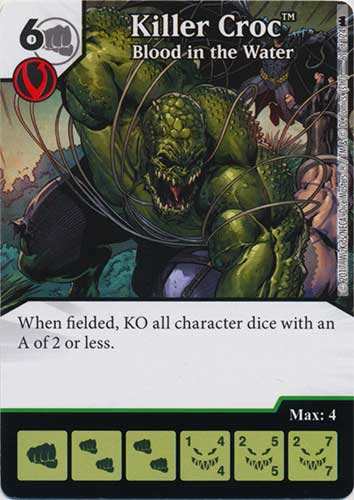 6
Killer Croc™
Blood in the Water
When fielded, KO all character dice with an
A of 2 or less.
Max: 4
1 4 4
2 5 5
2 7 7